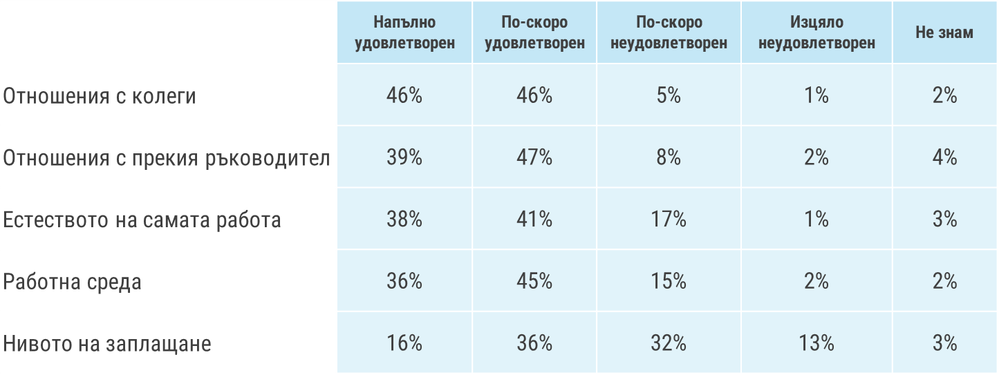 Напълно удовлетворен По-скоро удовлетворен По-скоро неудовлетворен Изцяло неудовлетворен Не знам
Отношения с колеги 46% 46% 5% 1% 2%
Отношения с прекия ръководител 39% 47% 8% 2% 4%
Естеството на самата работа 38% 41% 17% 1% 3%
Работна среда 36% 45% 15% 2% 2%
Нивото на заплащане 16% 36% 32% 13% 3%